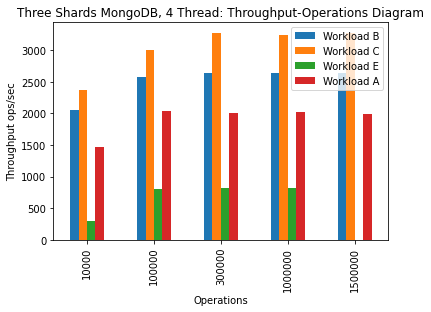 Three Shards MongoDB, 4 Thread: Throughput-Operations Diagram
Workload B
Workload C
Workload E
Workload A
Throughput ops/sec
3000
2500
2000
1500
1000
500
0
10000
100000
300000
1000000
1500000
Operations